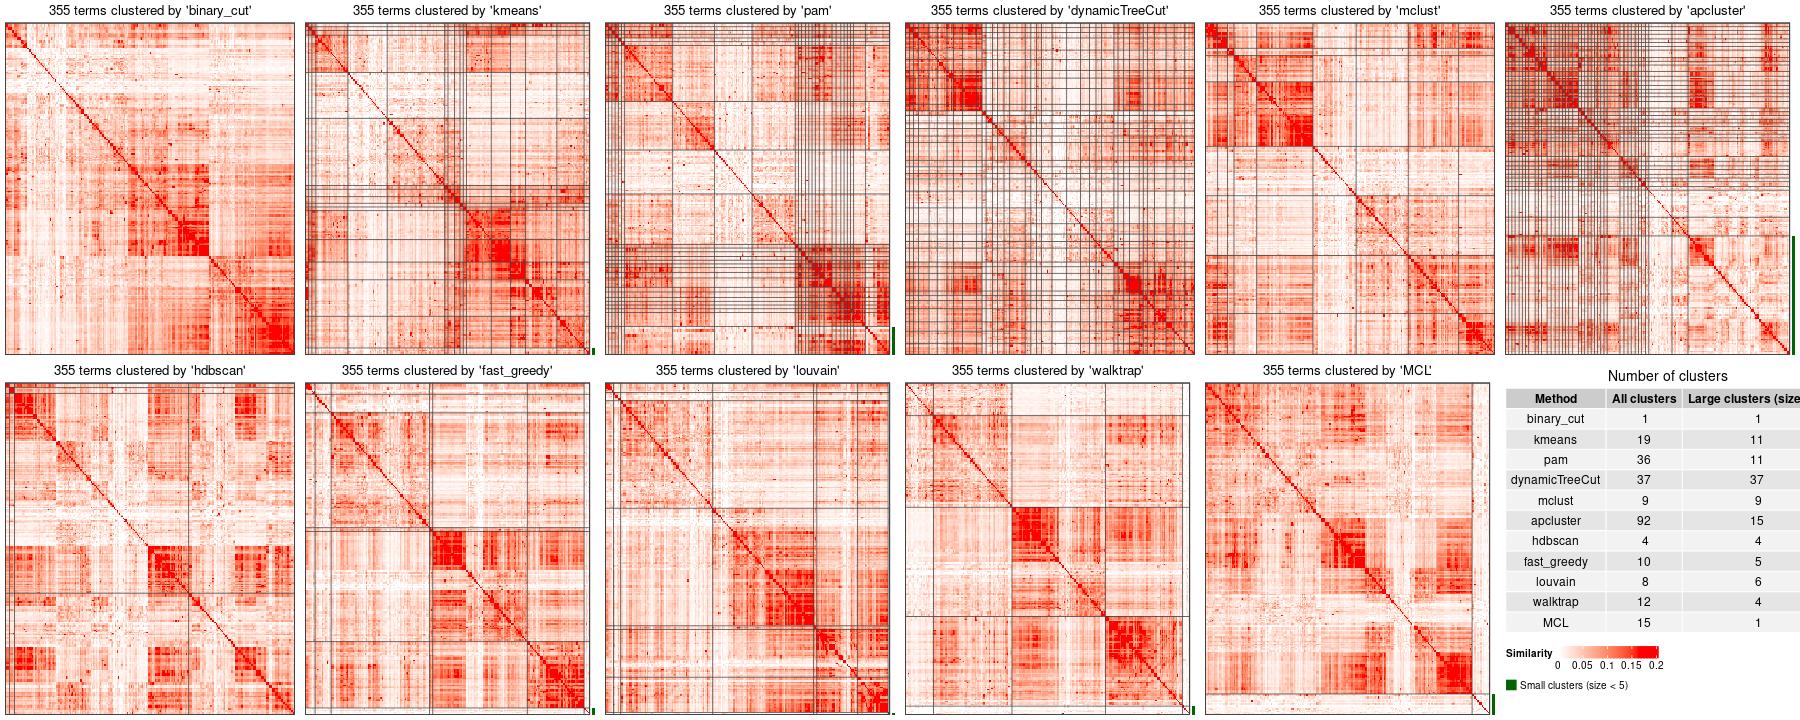 355 terms clustered by 'binary_cut'
355 terms clustered by 'kmeans'
355 terms clustered by 'pam'
355 terms clustered by 'dynamicTreeCut'
355 terms clustered by 'mclust'
355 terms clustered by 'apcluster'
355 terms clustered by 'hdbscan'
355 terms clustered by 'fast_greedy'
355 terms clustered by 'louvain'
355 terms clustered by 'walktrap'
355 terms clustered by 'MCL'
Number of clusters
Method All clusters Large clusters (size
binary_cut 1 1
kmeans 19 11
pam 36 11
dynamicTreeCut 37 37
mclust 9 9
apcluster 92 15
hdbscan 4 4
fast_greedy 10 5
louvain 8 6
walktrap 12 4
MCL 15 1
Similarity
0 0.05 0.1 0.15 0.2
Small clusters (size < 5)